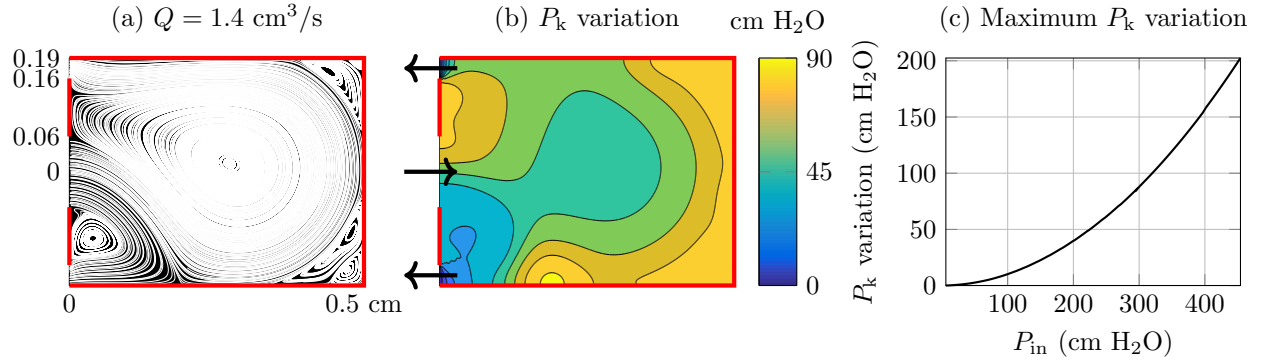 (a) Q = 1.4 cm³/s
(b) Pₖ variation
cm H₂O
(c) Maximum Pₖ variation
0.19
0.16
0.06
0
0
0.5 cm
90
45
0
Pₖ variation (cm H₂O)
200
150
100
50
0
100
200
300
400
P_in (cm H₂O)